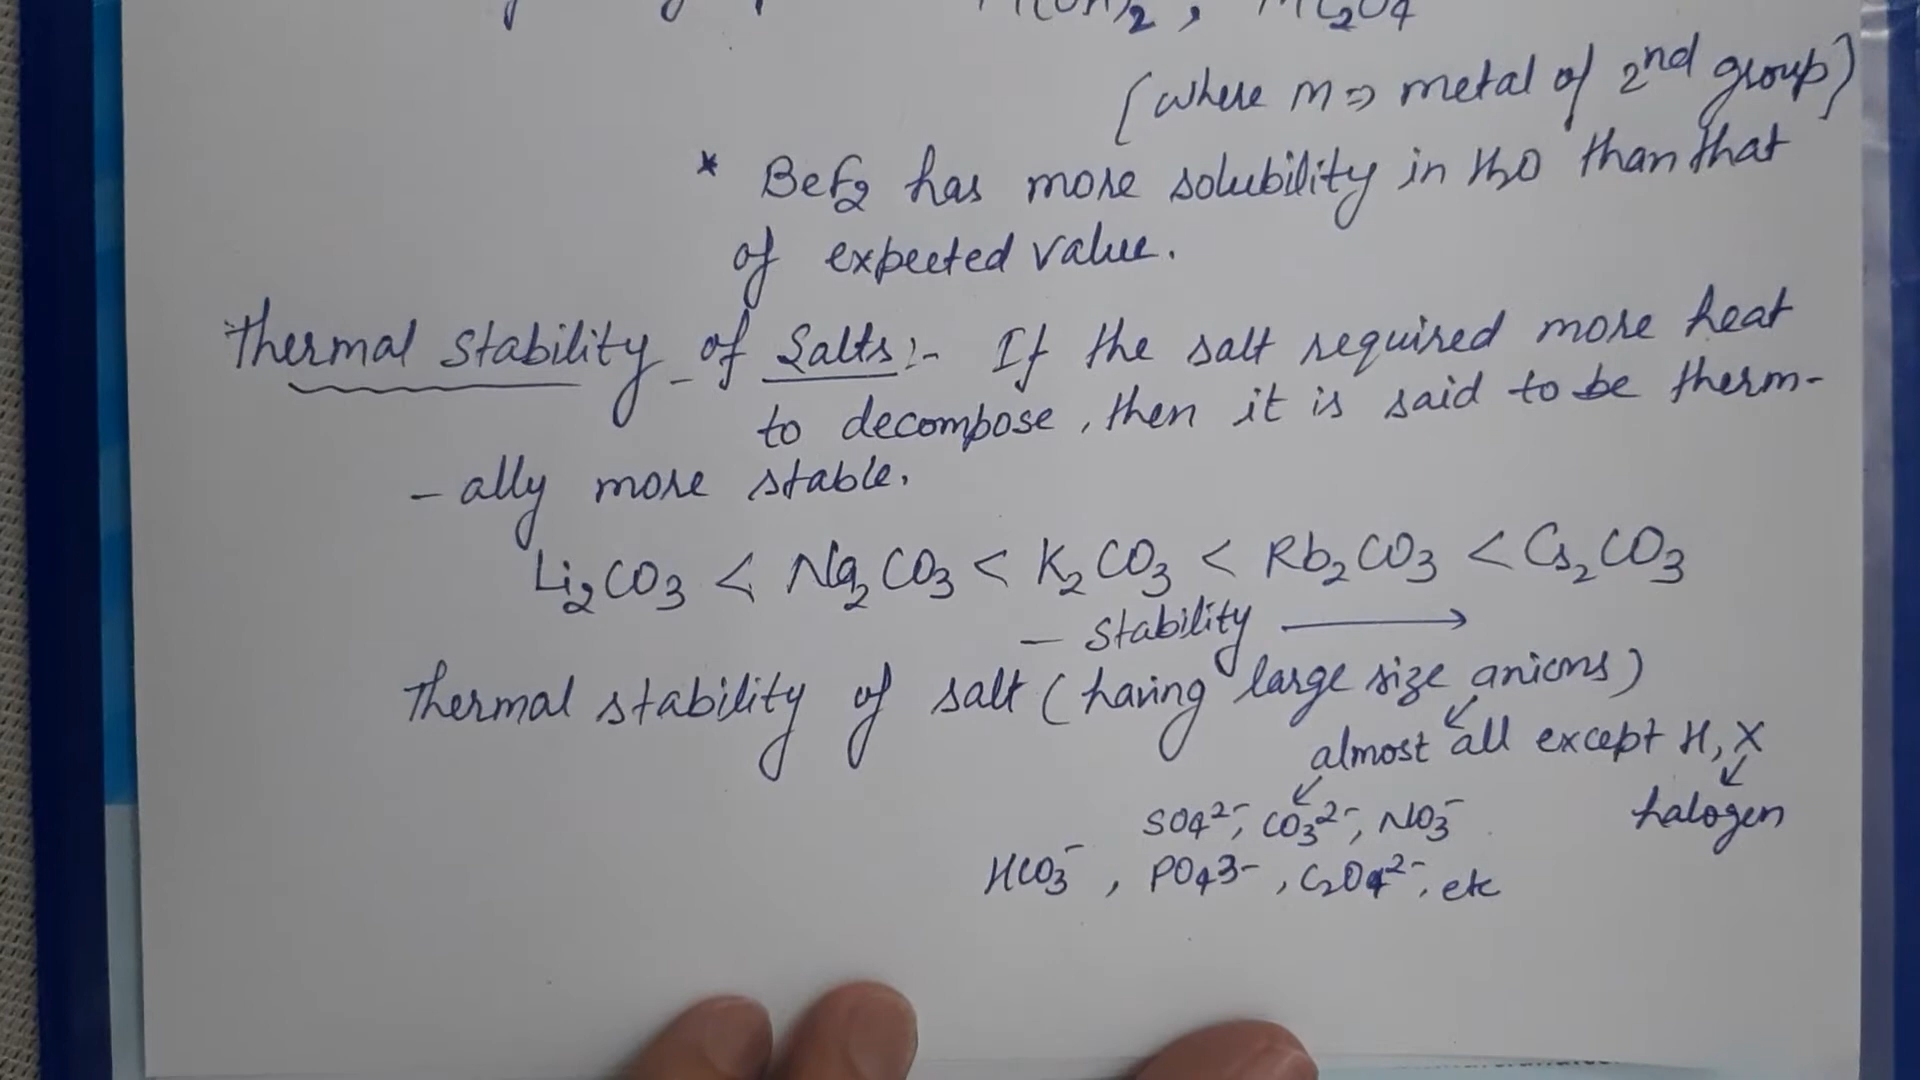 M(OH)2, MC2O4
(where M => metal of 2nd group)
* BeF2 has more solubility in H2O than that
of expected value.
Thermal stability of Salts:- If the salt required more heat
to decompose, then it is said to be therm-
- ally more stable.
Li2CO3 < Na2CO3 < K2CO3 < Rb2CO3 < Cs2CO3
- Stability →
Thermal stability of salt (having large size anions)
almost all except H, X
halogen
SO4^2-, CO3^2-, NO3^-
HCO3^-, PO4^3-, C2O4^2-, etc